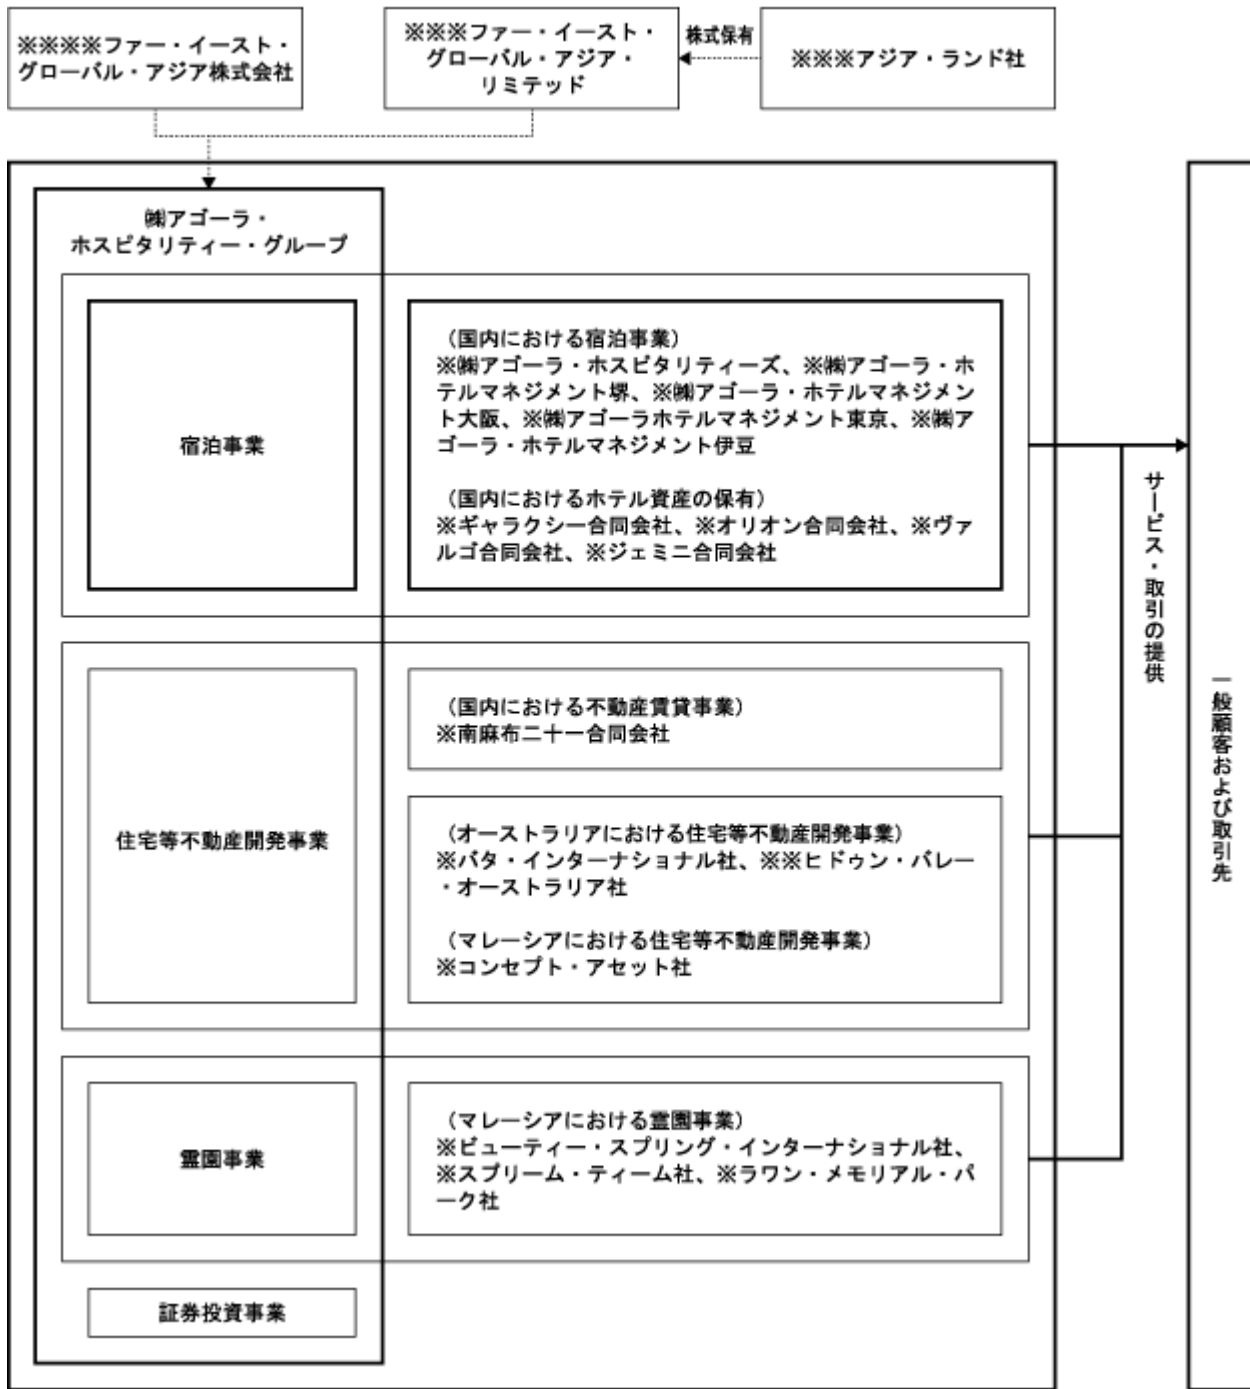 ※※※※ファー・イースト・
グローバル・アジア株式会社
※※※ファー・イースト・
グローバル・アジア・
リミテッド
株式保有
※※※アジア・ランド社
㈱アゴーラ・
ホスピタリティー・グループ
宿泊事業
(国内における宿泊事業)
※㈱アゴーラ・ホスピタリティーズ、※㈱アゴーラ・ホ
テルマネジメント堺、※㈱アゴーラ・ホテルマネジメン
ト大阪、※㈱アゴーラホテルマネジメント東京、※㈱ア
ゴーラ・ホテルマネジメント伊豆
(国内におけるホテル資産の保有)
※ギャラクシー合同会社、※オリオン合同会社、※ヴァ
ルゴ合同会社、※ジェミニ合同会社
サービス・取引の提供
一般顧客および取引先
住宅等不動産開発事業
(国内における不動産賃貸事業)
※南麻布二十一合同会社
(オーストラリアにおける住宅等不動産開発事業)
※バタ・インターナショナル社、※※ヒドゥン・バレー
・オーストラリア社
(マレーシアにおける住宅等不動産開発事業)
※コンセプト・アセット社
霊園事業
(マレーシアにおける霊園事業)
※ビューティー・スプリング・インターナショナル社、
※スプリーム・ティーム社、※ラワン・メモリアル・パ
ーク社
証券投資事業